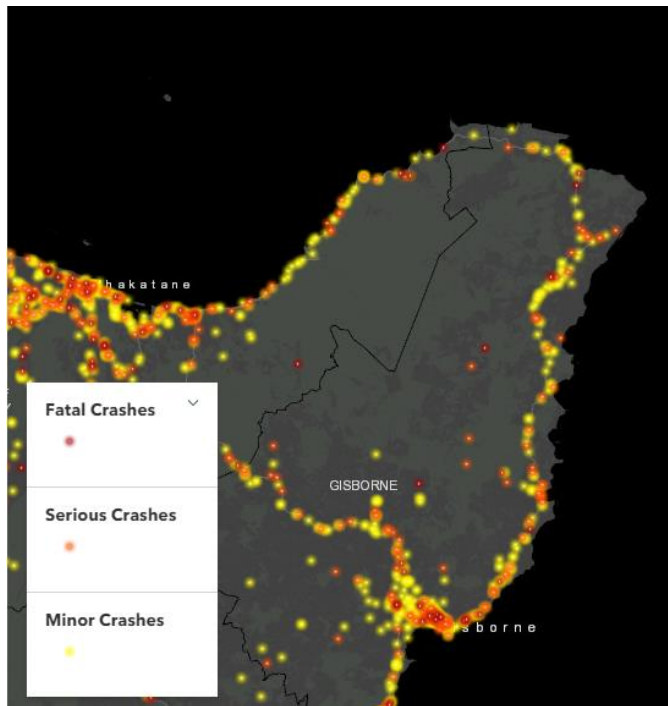 hakatane
Fatal Crashes
Serious Crashes
Minor Crashes
GISBORNE
sborne